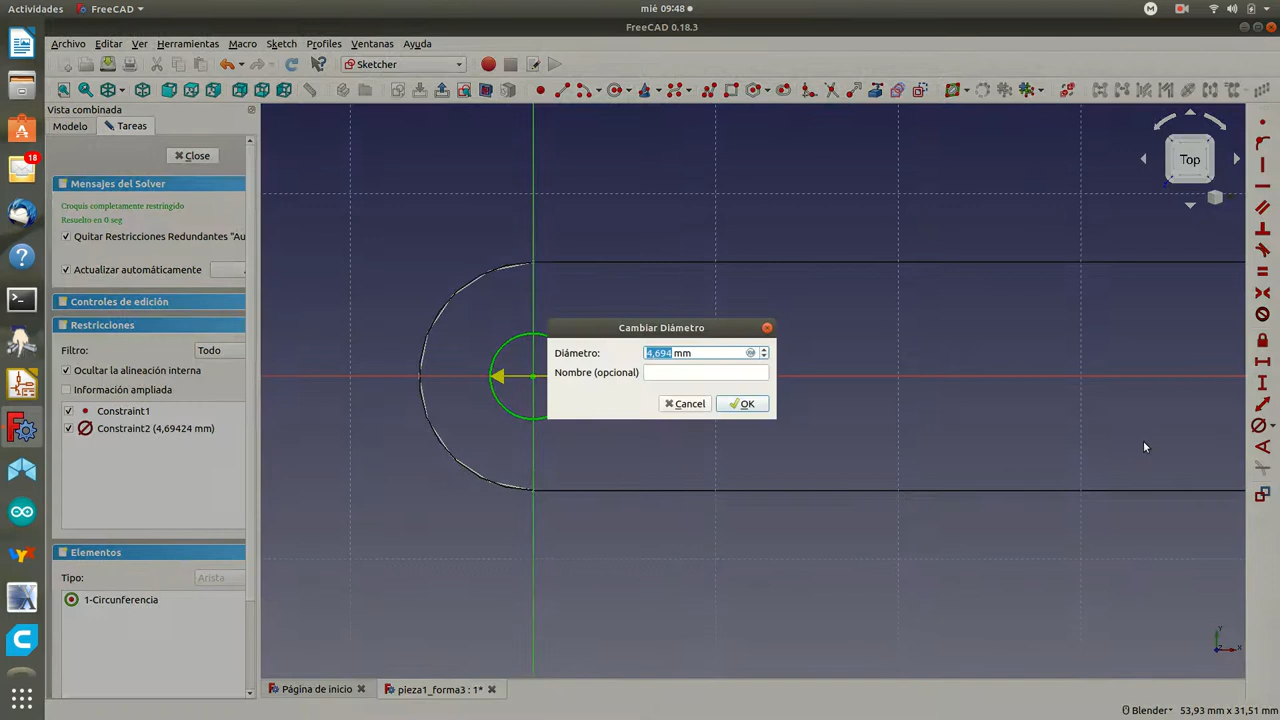 Actividades
FreeCAD
mié 09:48
M
FreeCAD 0.18.3
Archivo Editar Ver Herramientas Macro Sketch Profiles Ventanas Ayuda
Sketcher
Vista combinada
Modelo Tareas
Close
Mensajes del Solver
Croquis completamente restringido
Resuelto en 0 seg
Quitar Restricciones Redundantes "Au
Actualizar automáticamente
Controles de edición
Restricciones
Filtro: Todo
Ocultar la alineación interna
Información ampliada
Constraint1
Constraint2 (4,69424 mm)
Elementos
Tipo: Arista
1-Circunferencia
18
Top
Cambiar Diámetro
Diámetro: 4,694 mm
Nombre (opcional)
Cancel OK
Y
X
Página de inicio pieza1_forma3 : 1*
Blender 53,93 mm x 31,51 mm